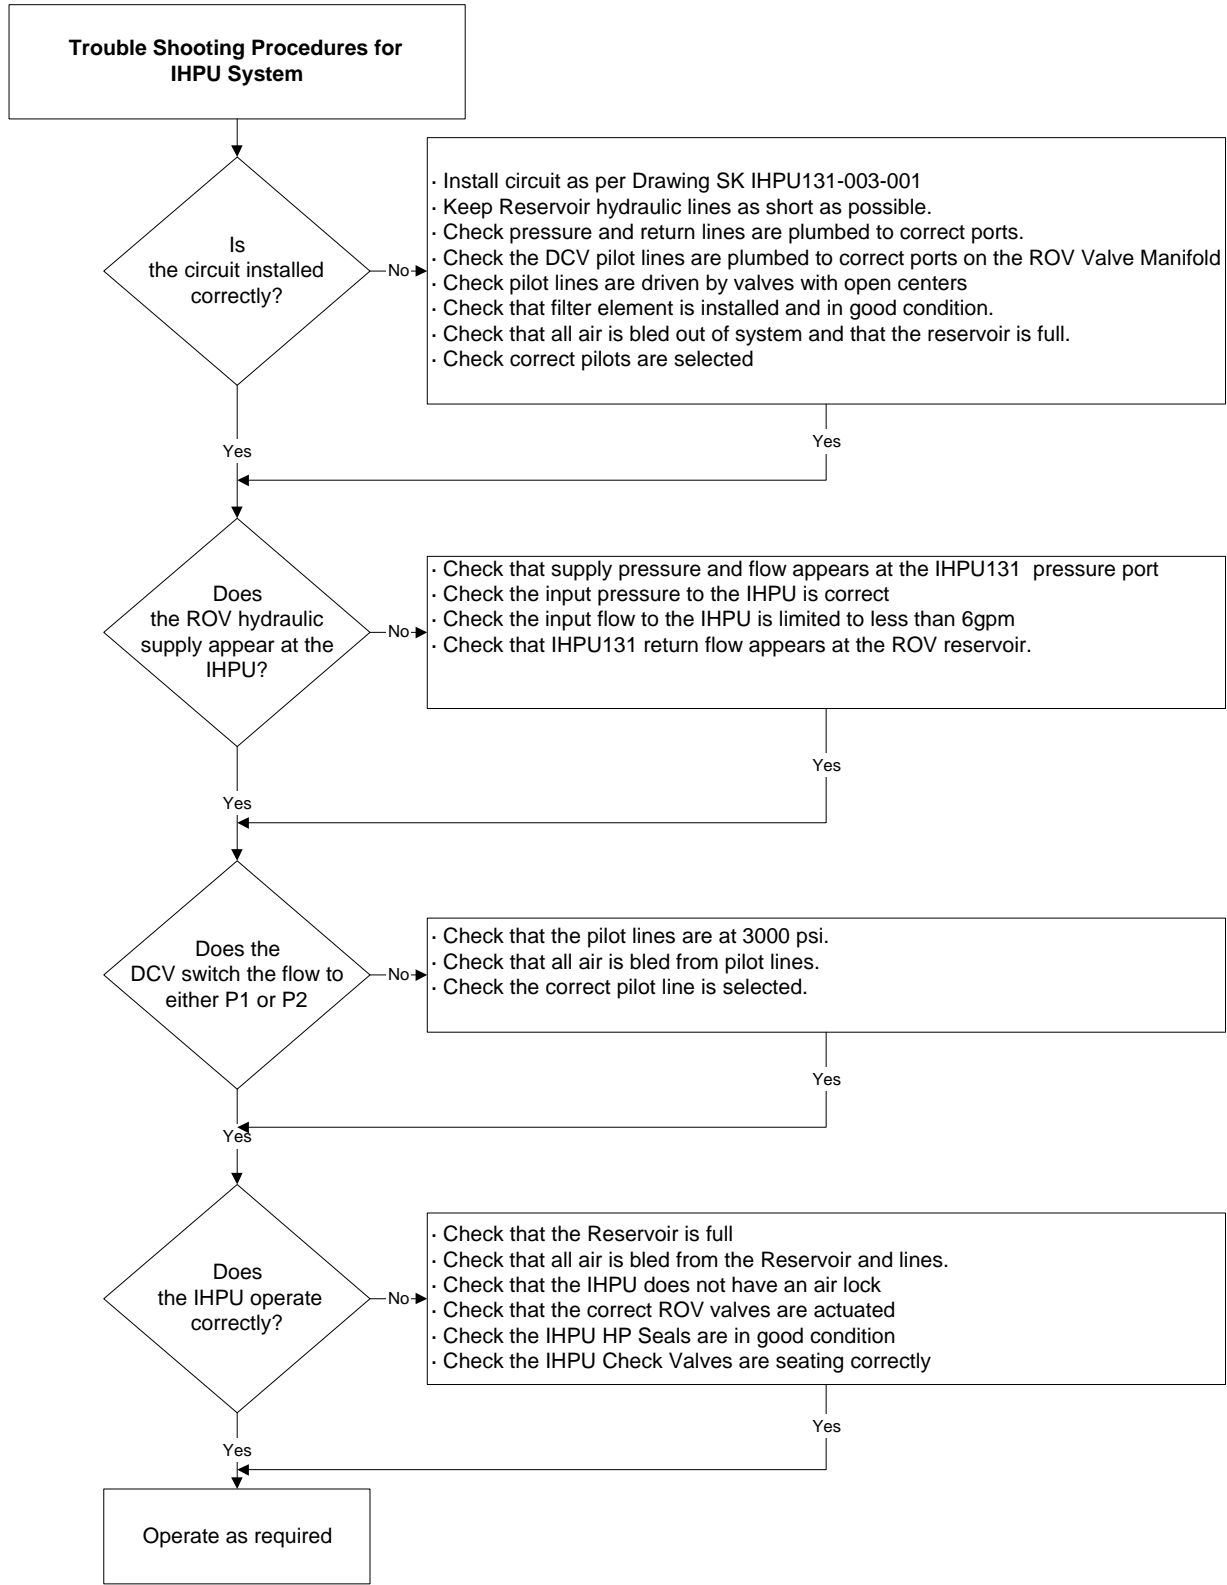 Trouble Shooting Procedures for
IHPU System
Is
the circuit installed
correctly?
No
· Install circuit as per Drawing SK IHPU131-003-001
· Keep Reservoir hydraulic lines as short as possible.
· Check pressure and return lines are plumbed to correct ports.
· Check the DCV pilot lines are plumbed to correct ports on the ROV Valve Manifold
· Check pilot lines are driven by valves with open centers
· Check that filter element is installed and in good condition.
· Check that all air is bled out of system and that the reservoir is full.
· Check correct pilots are selected
Yes
Yes
Does
the ROV hydraulic
supply appear at the
IHPU?
No
· Check that supply pressure and flow appears at the IHPU131  pressure port
· Check the input pressure to the IHPU is correct
· Check the input flow to the IHPU is limited to less than 6gpm
· Check that IHPU131 return flow appears at the ROV reservoir.
Yes
Yes
Does the
DCV switch the flow to
either P1 or P2
No
· Check that the pilot lines are at 3000 psi.
· Check that all air is bled from pilot lines.
· Check the correct pilot line is selected.
Yes
Yes
Does
the IHPU operate
correctly?
No
· Check that the Reservoir is full
· Check that all air is bled from the Reservoir and lines.
· Check that the IHPU does not have an air lock
· Check that the correct ROV valves are actuated
· Check the IHPU HP Seals are in good condition
· Check the IHPU Check Valves are seating correctly
Yes
Yes
Operate as required